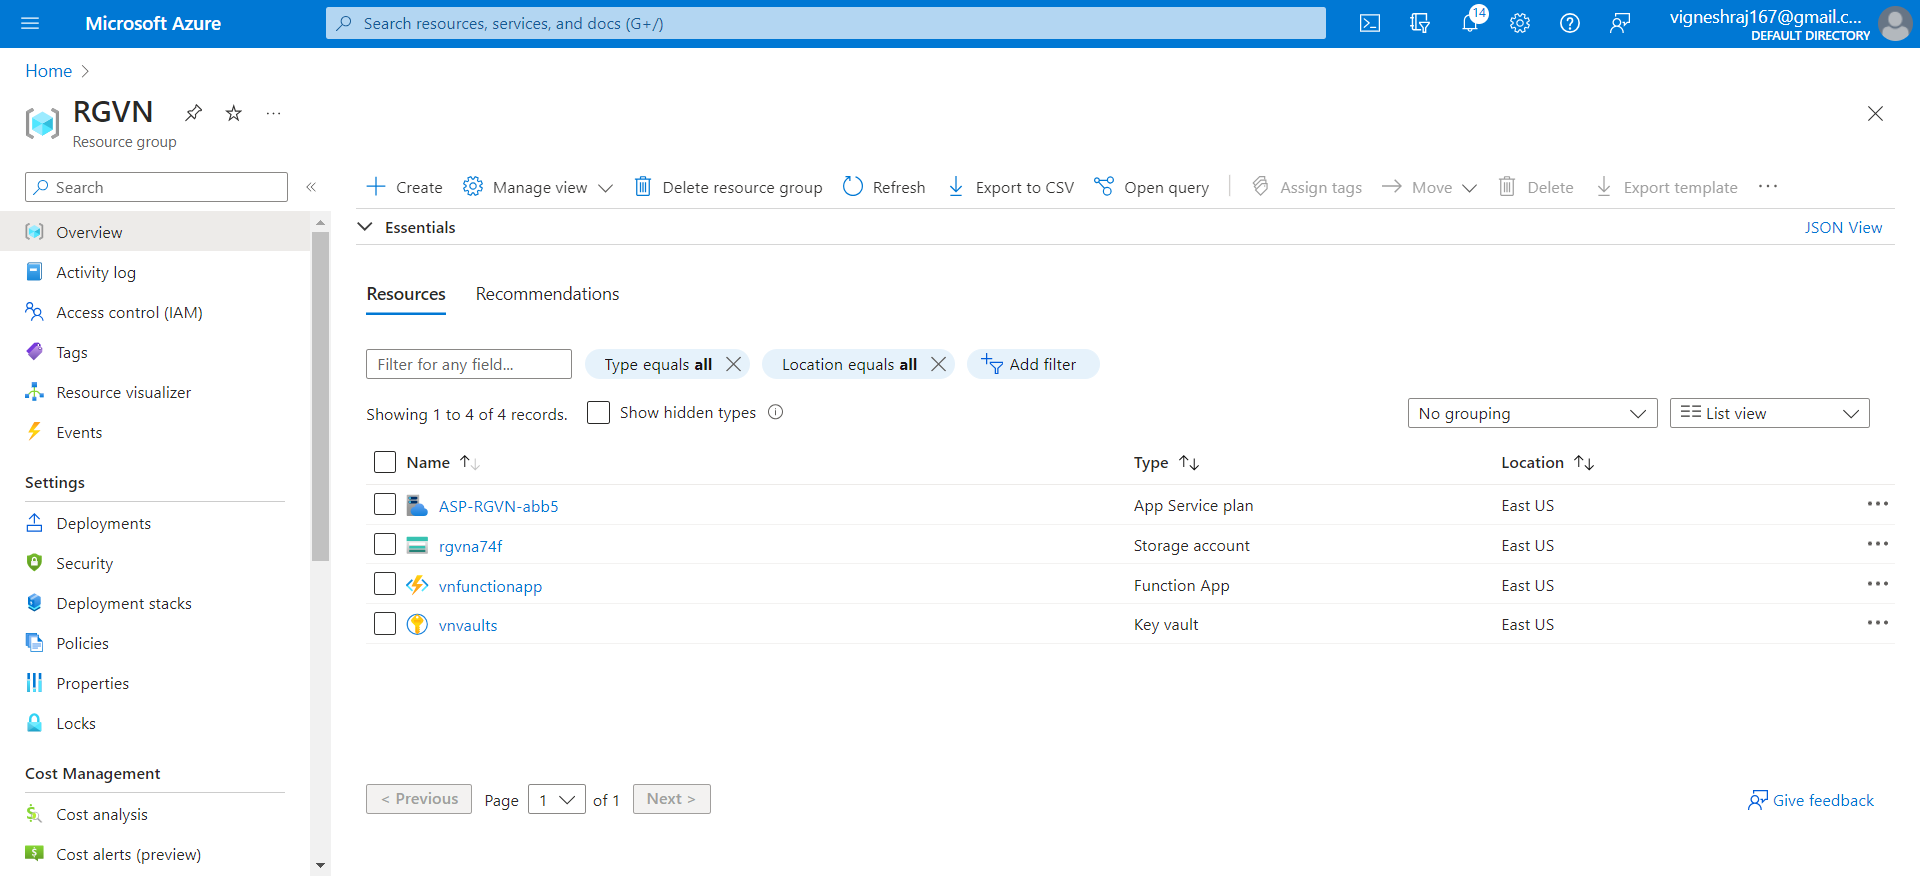 Microsoft Azure
Search resources, services, and docs (G+/)
14
vigneshraj167@gmail.c...
DEFAULT DIRECTORY
Home
RGVN
...
Resource group
Search
«
Create
Manage view
Delete resource group
Refresh
Export to CSV
Open query
Assign tags
Move
Delete
Export template
...
Essentials
JSON View
Overview
Activity log
Access control (IAM)
Tags
Resource visualizer
Events
Settings
Deployments
Security
Deployment stacks
Policies
Properties
Locks
Cost Management
Cost analysis
Cost alerts (preview)
Resources
Recommendations
Filter for any field...
Type equals all
Location equals all
Add filter
Showing 1 to 4 of 4 records.
Show hidden types
No grouping
List view
Name ↑↓ Type ↑↓ Location ↑↓
ASP-RGVN-abb5 App Service plan East US ...
rgvna74f Storage account East US ...
vnfunctionapp Function App East US ...
vnvaults Key vault East US ...
< Previous Page 1 of 1 Next >
Give feedback